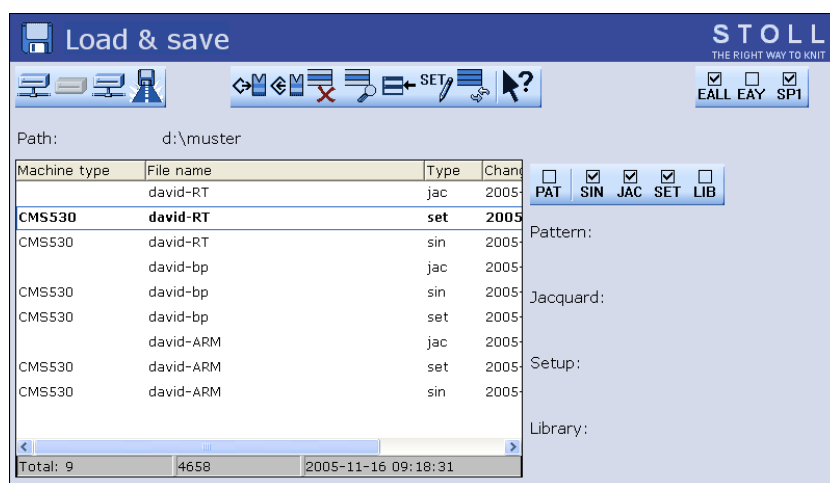 Load & save
STOLL
THE RIGHT WAY TO KNIT
SET
?
EALL EAY SP1
Path: d:\muster
Machine type File name Type Chang
david-RT jac 2005-
CMS530 david-RT set 2005
CMS530 david-RT sin 2005-
david-bp jac 2005-
CMS530 david-bp sin 2005-
CMS530 david-bp set 2005-
david-ARM jac 2005-
CMS530 david-ARM set 2005-
CMS530 david-ARM sin 2005-
Total: 9 4658 2005-11-16 09:18:31
PAT SIN JAC SET LIB
Pattern:
Jacquard:
Setup:
Library: